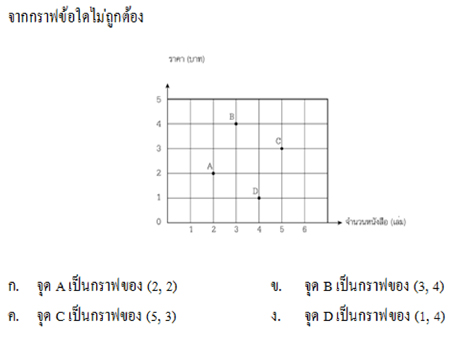 จากกราฟข้อใดไม่ถูกต้อง
ราคา (บาท)
5
4
B
3
C
A
2
D
1
0
1 2 3 4 5 6
จำนวนหนังสือ (เล่ม)
ก. จุด A เป็นกราฟของ (2, 2) ข. จุด B เป็นกราฟของ (3, 4)
ค. จุด C เป็นกราฟของ (5, 3) ง. จุด D เป็นกราฟของ (1, 4)